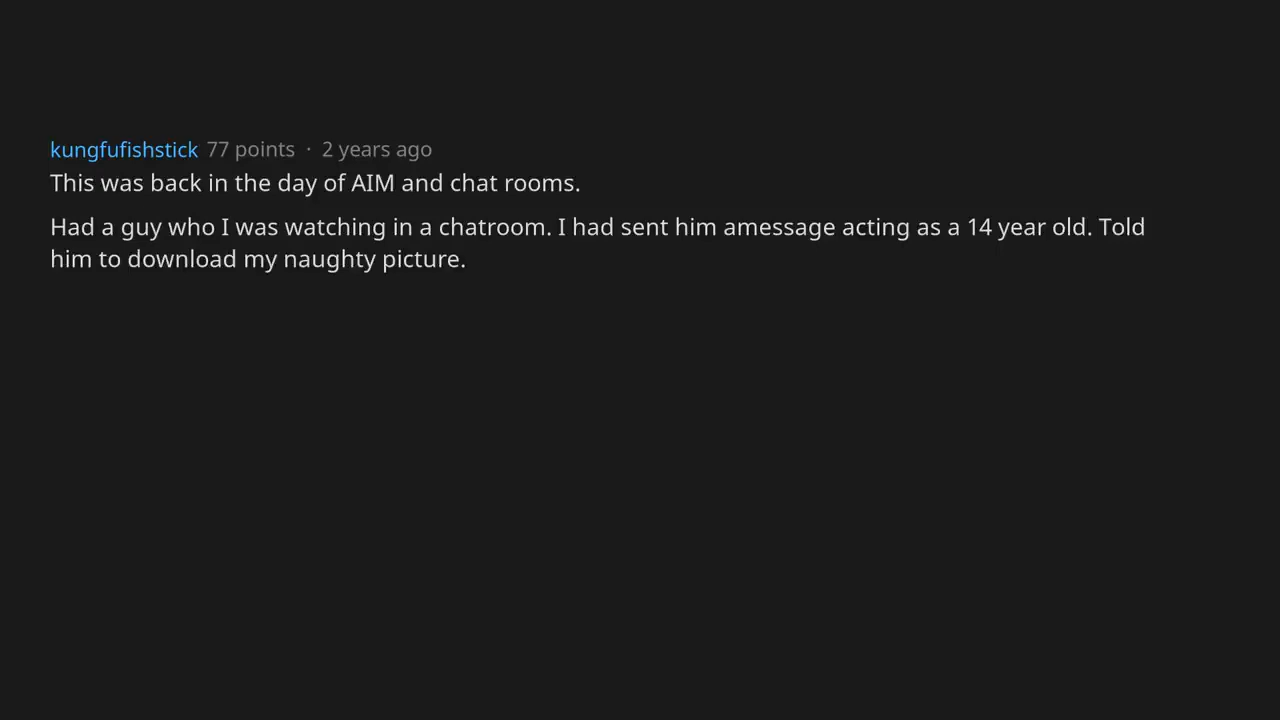 kungfufishstick 77 points · 2 years ago
This was back in the day of AIM and chat rooms.
Had a guy who I was watching in a chatroom. I had sent him amessage acting as a 14 year old. Told
him to download my naughty picture.